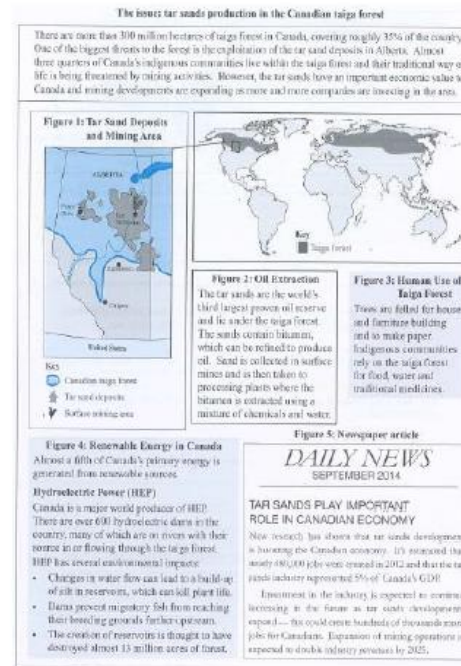 The issue: tar sands production in the Canadian taiga forest
There are more than 300 million hectares of taiga forest in Canada, covering roughly 35% of the country.
One of the biggest threats to the forest is the exploitation of the tar sand deposits in Alberta. Almost
three quarters of Canada's indigenous communities live within the taiga forest and their traditional way of
life is being threatened by mining activities. However, the tar sands have an important economic value to
Canada and mining developments are expanding as more and more companies are investing in the area.
Figure 1: Tar Sand Deposits
and Mining Area
ALBERTA
Calgary
United States
Key
Canadian taiga forest
Tar sand deposits
Surface mining area
Key
Taiga forest
Figure 2: Oil Extraction
The tar sands are the world's
third largest proven oil reserve
and lie under the taiga forest.
The sands contain bitumen,
which can be refined to produce
oil. Sand is collected in surface
mines and is then taken to
processing plants where the
bitumen is extracted using a
mixture of chemicals and water.
Figure 3: Human Use of
Taiga Forest
Trees are felled for house
and furniture building
and to make paper.
Indigenous communities
rely on the taiga forest
for food, water and
traditional medicines.
Figure 4: Renewable Energy in Canada
Almost a fifth of Canada's primary energy is
generated from renewable sources.
Hydroelectric Power (HEP)
Canada is a major world producer of HEP.
There are over 600 hydroelectric dams in the
country, many of which are on rivers with their
source in or flowing through the taiga forest.
HEP has several environmental impacts:
• Changes in water flow can lead to a build-up
of silt in reservoirs, which can kill plant life.
• Dams prevent migratory fish from reaching
their breeding grounds further upstream.
• The creation of reservoirs is thought to have
destroyed almost 13 million acres of forest.
Figure 5: Newspaper article
DAILY NEWS
SEPTEMBER 2014
TAR SANDS PLAY IMPORTANT
ROLE IN CANADIAN ECONOMY
New research has shown that tar sands development
is boosting the Canadian economy. It's estimated that
nearly 480,000 jobs were created in 2012 and that the tar
sands industry represented 5% of Canada's GDP.
Investment in the industry is expected to continue
increasing in the future as tar sands developments
expand — this could create hundreds of thousands more
jobs for Canadians. Expansion of mining operations is
expected to double industry revenues by 2025.